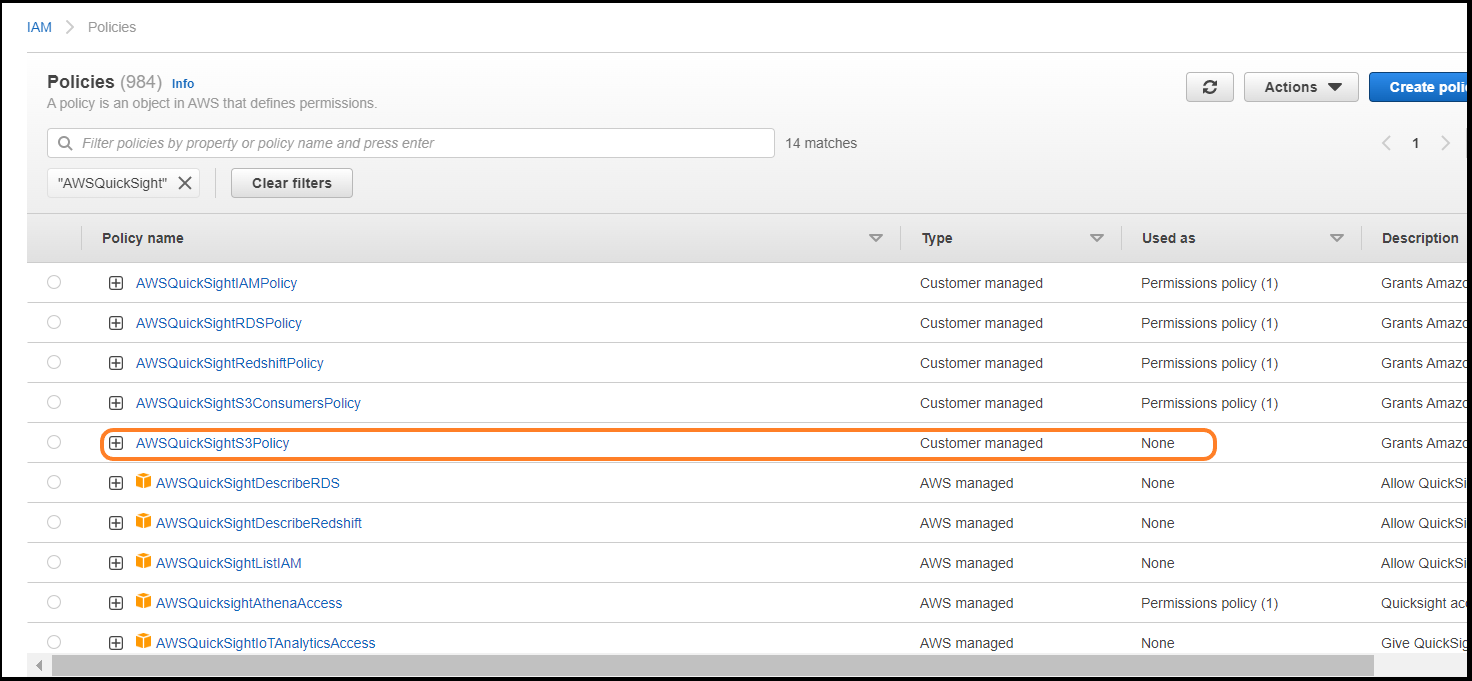 IAM Policies
Policies (984) Info
A policy is an object in AWS that defines permissions.
Actions
Create poli
Filter policies by property or policy name and press enter
14 matches
1
"AWSQuickSight"
Clear filters
Policy name Type Used as Description
AWSQuickSightIAMPolicy Customer managed Permissions policy (1) Grants Amazo
AWSQuickSightRDSPolicy Customer managed Permissions policy (1) Grants Amazo
AWSQuickSightRedshiftPolicy Customer managed Permissions policy (1) Grants Amazo
AWSQuickSightS3ConsumersPolicy Customer managed Permissions policy (1) Grants Amazo
AWSQuickSightS3Policy Customer managed None Grants Amazo
AWSQuickSightDescribeRDS AWS managed None Allow QuickSi
AWSQuickSightDescribeRedshift AWS managed None Allow QuickSi
AWSQuickSightListIAM AWS managed None Allow QuickSi
AWSQuicksightAthenaAccess AWS managed Permissions policy (1) Quicksight acc
AWSQuickSightIoTAnalyticsAccess AWS managed None Give QuickSig